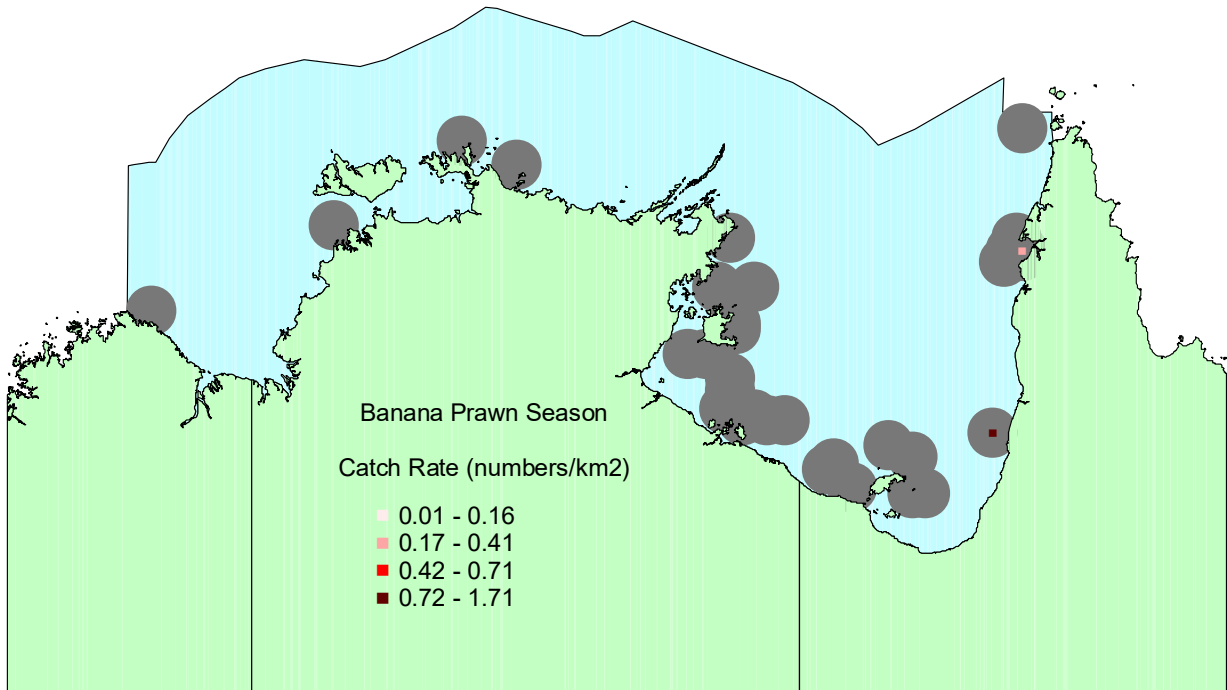 Banana Prawn Season
Catch Rate (numbers/km2)
0.01 - 0.16
0.17 - 0.41
0.42 - 0.71
0.72 - 1.71